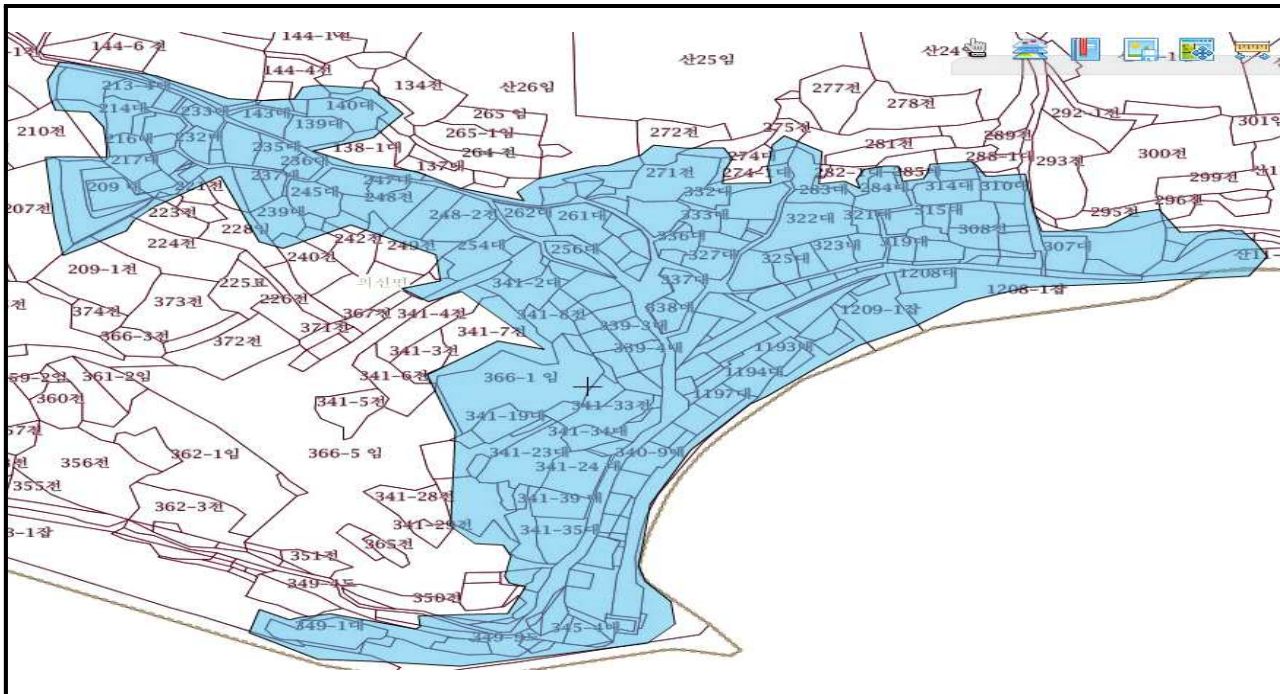 144-6 전
144-1전
산25임
144-4전
134전
산26임
277전
278전
292-1전
213-4대
140대
214대
233대
143대
139대
265 임
301임
210전
216대
232대
265-1임
272전
275전
289전
217대
235대
138-1대
264 전
281전
300전
236대
137대
274대
288-1대
293전
209 대
221전
237대
247대
271전
274-1대
282-1대
285대
299전
245대
248전
332대
283대
284대
314대
310대
207전
223전
239대
248-2전
262대
261대
333대
322대
321대
315대
295전
296전
224전
228
242전
249전
254대
256대
336대
327대
323대
319대
308전
307대
209-1전
240전
325대
225묘
의신면
341-2대
337대
1208대
1208-1잡
373전
226전
374전
367전
341-4전
341-8전
338대
1209-1잡
366-3전
372전
371전
341-7전
339-3대
341-3전
339-4대
1193대
361-2임
341-6전
366-1 임
1194대
360전
341-5전
341-19대
341-33전
1197대
341-34대
356전
362-1임
366-5 임
341-23대
340-9대
341-24 대
355전
341-28전
341-39 대
362-3전
341-29전
341-35대
365전
351전
349-4도
350전
349-1대
349-9도
345-4대